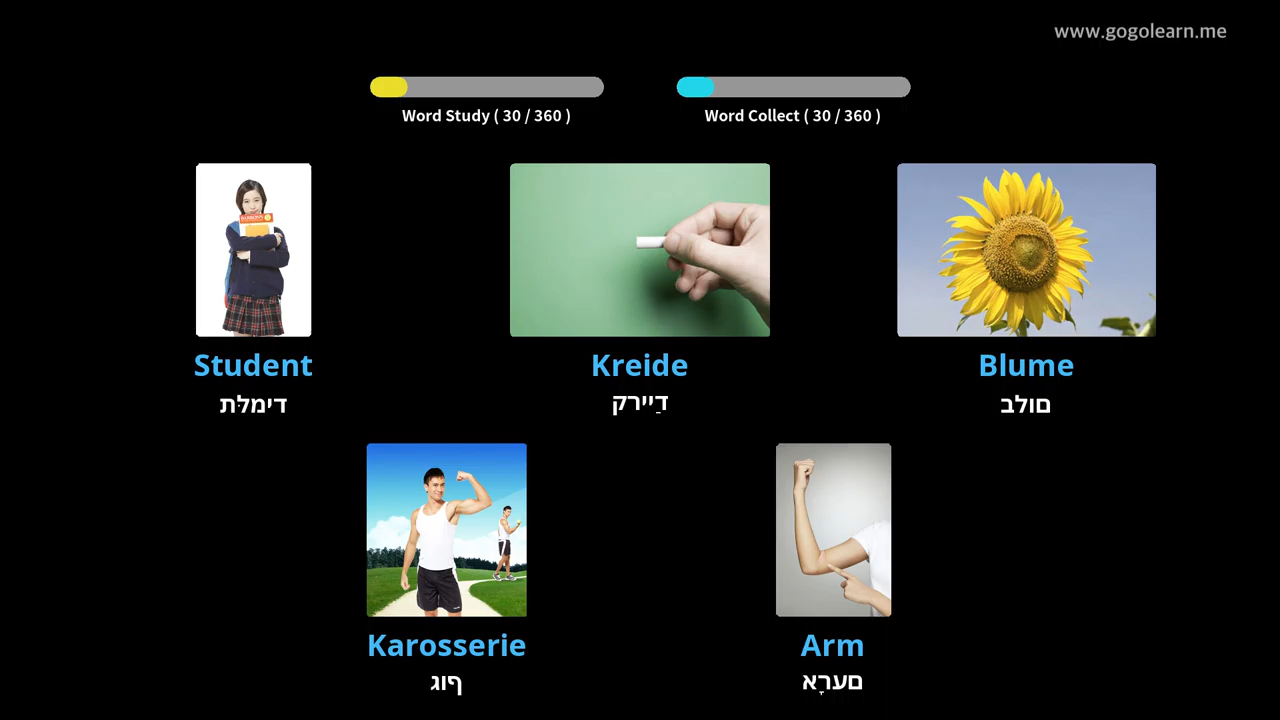 www.gogolearn.me
Word Study ( 30 / 360 )
Word Collect ( 30 / 360 )
Student
Kreide
Blume
דימלּת
דַיירק
םולב
Karosserie
Arm
ףוג
םערָא